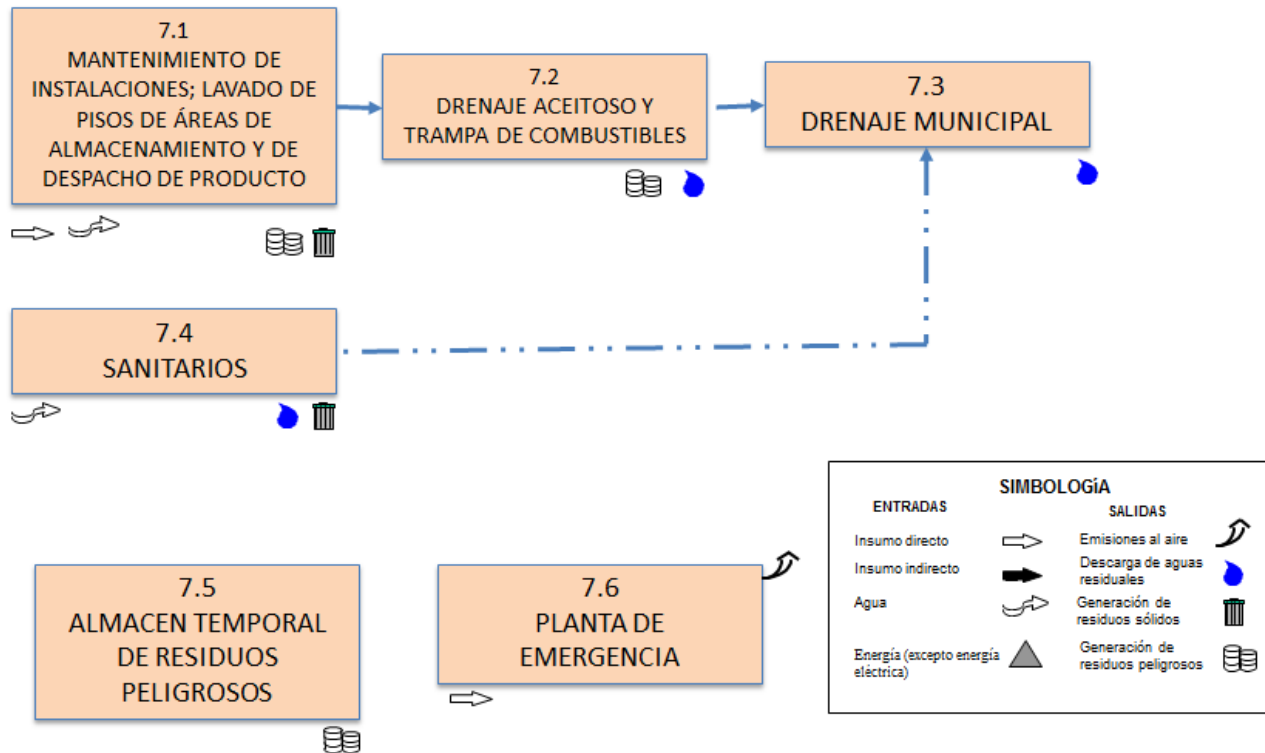 7.1
MANTENIMIENTO DE
INSTALACIONES; LAVADO DE
PISOS DE ÁREAS DE
ALMACENAMIENTO Y DE
DESPACHO DE PRODUCTO
7.2
DRENAJE ACEITOSO Y
TRAMPA DE COMBUSTIBLES
7.3
DRENAJE MUNICIPAL
7.4
SANITARIOS
7.5
ALMACEN TEMPORAL
DE RESIDUOS
PELIGROSOS
7.6
PLANTA DE
EMERGENCIA
SIMBOLOGíA
ENTRADAS
SALIDAS
Insumo directo
Emisiones al aire
Insumo indirecto
Descarga de aguas
residuales
Agua
Generación de
residuos sólidos
Energía (excepto energía
eléctrica)
Generación de
residuos peligrosos